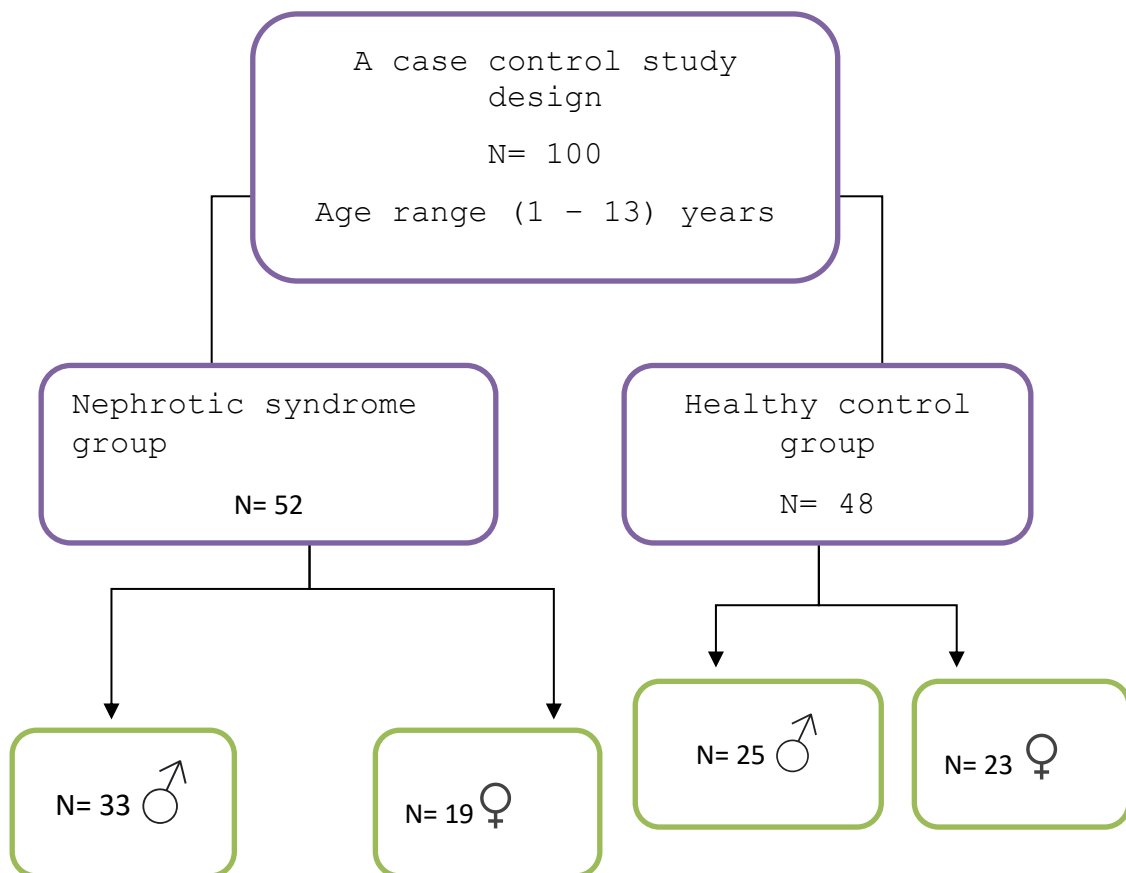 A case control study
design
N= 100
Age range (1 – 13) years
Nephrotic syndrome
group
N= 52
Healthy control
group
N= 48
N= 33 ♂
N= 19 ♀
N= 25 ♂
N= 23 ♀